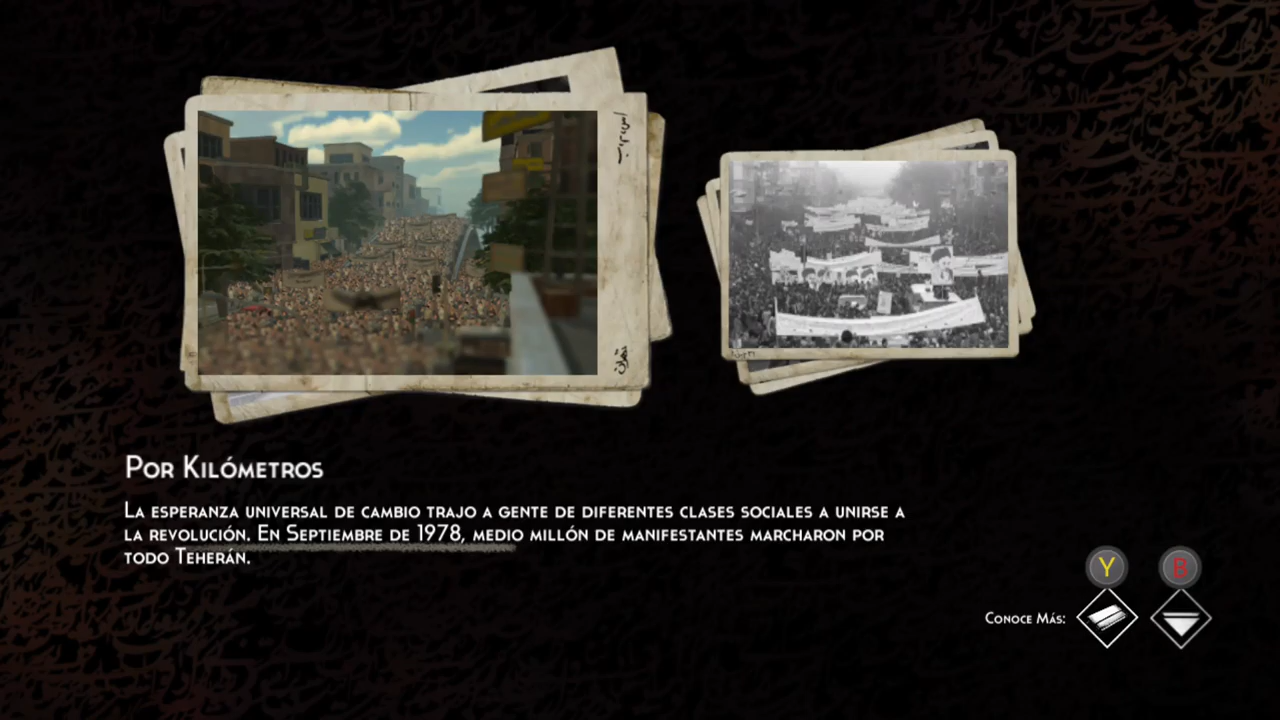 Por Kilómetros
La esperanza universal de cambio trajo a gente de diferentes clases sociales a unirse a
la revolución. En Septiembre de 1978, medio millón de manifestantes marcharon por
todo Teherán.
Y B
Conoce Más: